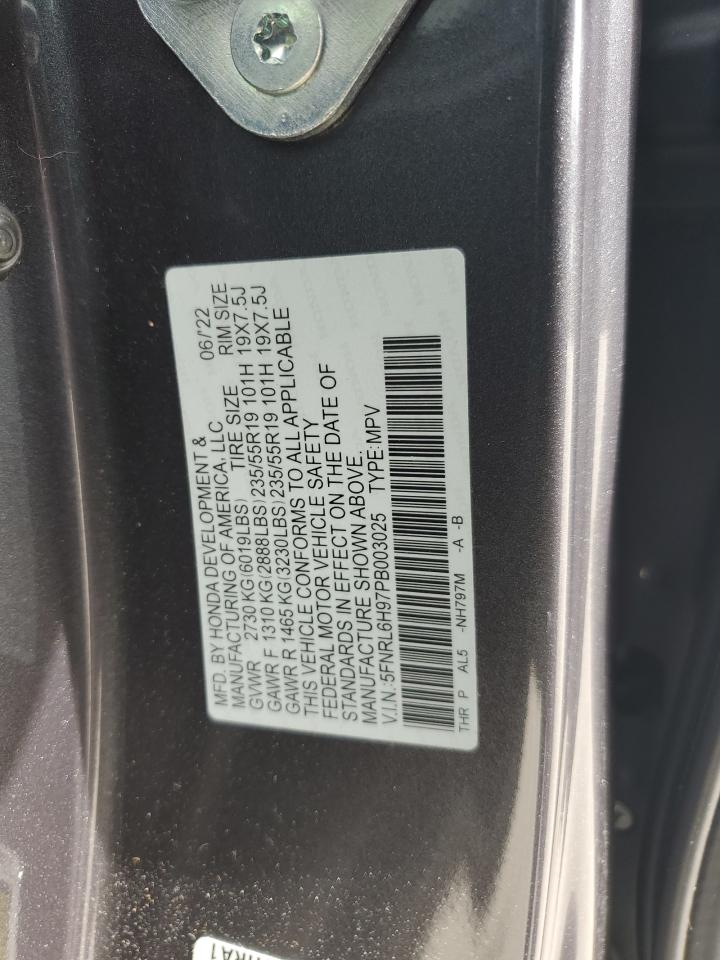 MFD. BY HONDA DEVELOPMENT &
MANUFACTURING OF AMERICA, LLC 06/'22
GVWR 2730 KG(6019LBS) TIRE SIZE RIM SIZE
GAWR F 1310 KG(2888LBS) 235/55R19 101H 19X7.5J
GAWR R 1465 KG(3230LBS) 235/55R19 101H 19X7.5J
THIS VEHICLE CONFORMS TO ALL APPLICABLE
FEDERAL MOTOR VEHICLE SAFETY
STANDARDS IN EFFECT ON THE DATE OF
MANUFACTURE SHOWN ABOVE.
V.I.N.:5FNRL6H97PB003025 TYPE:MPV
THR P AL5 -NH797M -A -B